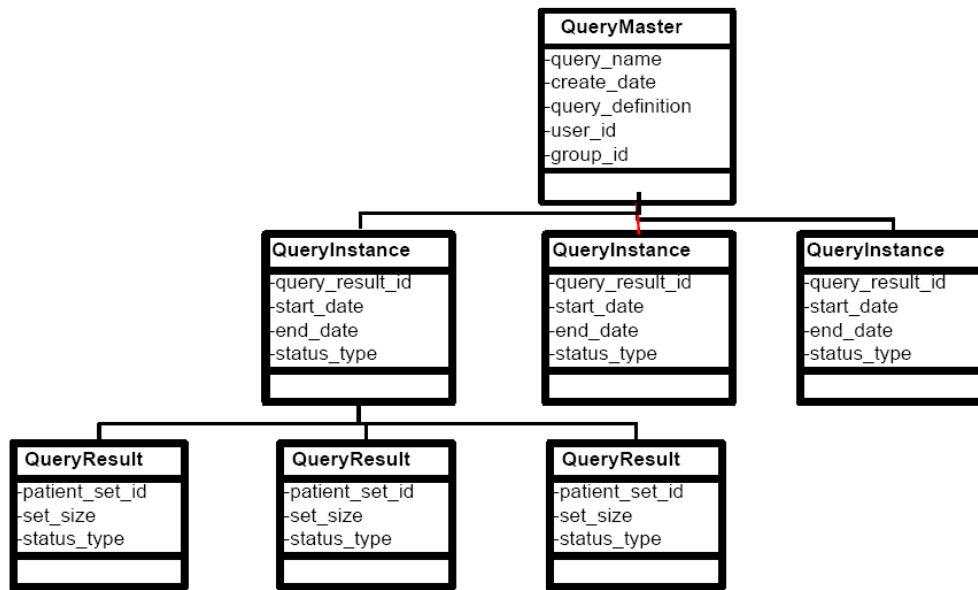 QueryMaster
-query_name
-create_date
-query_definition
-user_id
-group_id
QueryInstance
-query_result_id
-start_date
-end_date
-status_type
QueryInstance
-query_result_id
-start_date
-end_date
-status_type
QueryInstance
-query_result_id
-start_date
-end_date
-status_type
QueryResult
-patient_set_id
-set_size
-status_type
QueryResult
-patient_set_id
-set_size
-status_type
QueryResult
-patient_set_id
-set_size
-status_type